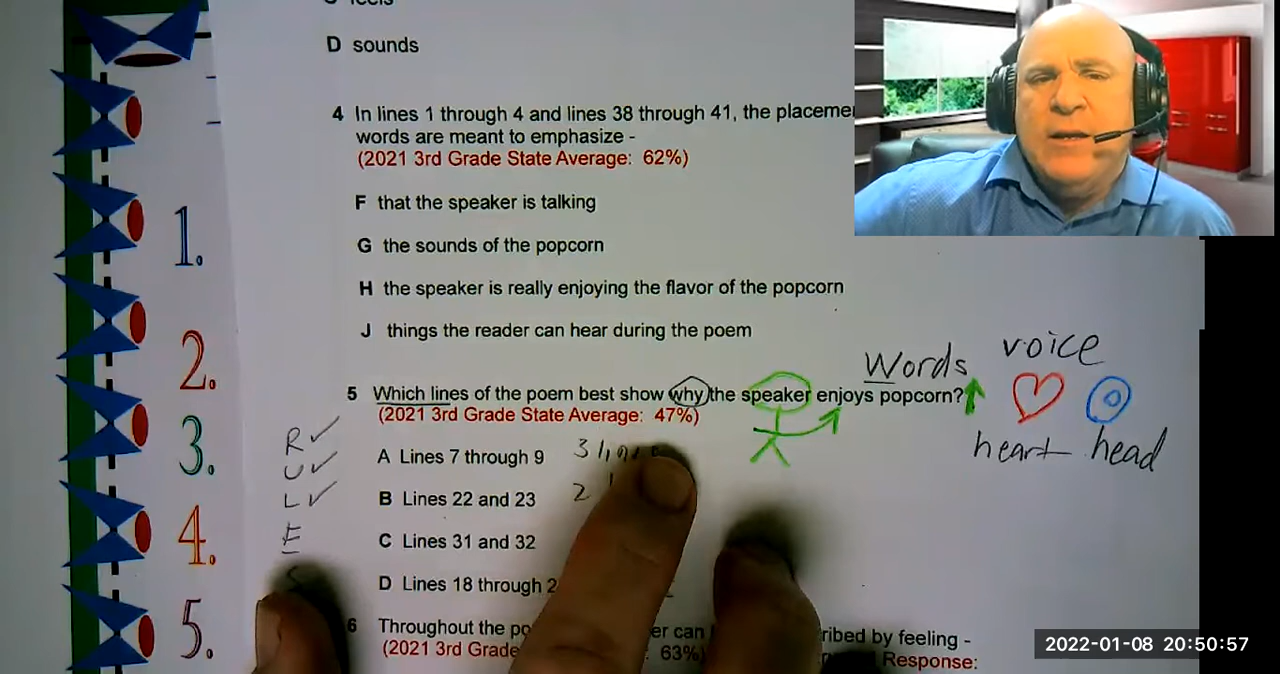 D sounds
4 In lines 1 through 4 and lines 38 through 41, the
words are meant to emphasize -
(2021 3rd Grade State Average: 62%)
F that the speaker is talking
G the sounds of the popcorn
H the speaker is really enjoying the flavor of the popcorn
J things the reader can hear during the poem
Words voice
5 Which lines of the poem best show why the speaker enjoys popcorn?
(2021 3rd Grade State Average: 47%)
heart head
R
U
L
E
S
A Lines 7 through 9 3
B Lines 22 and 23 2
C Lines 31 and 32
D Lines 18 through
6 Throughout the can feeling -
(2021 3rd Grade 63%) Response:
1.
2.
3.
4.
5.
2022-01-08 20:50:57